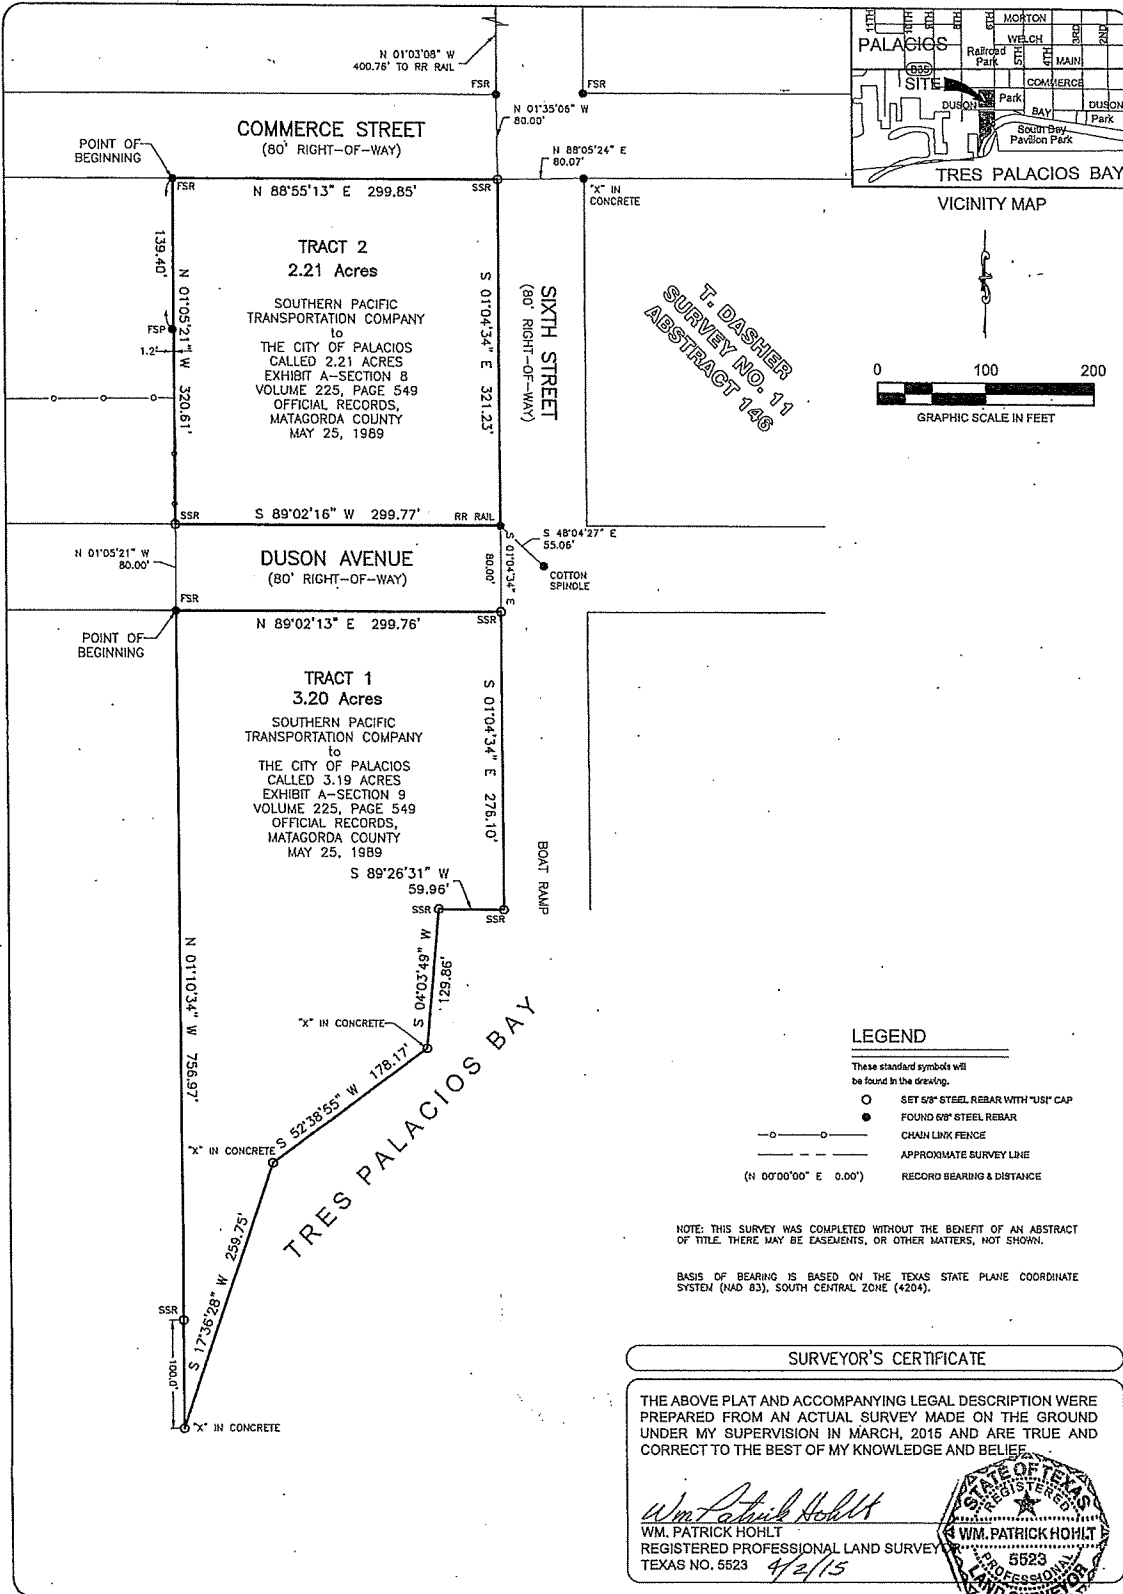 N 01°03'08" W
400.76' TO RR RAIL
FSR
FSR
N 01°35'06" W
80.00'
COMMERCE STREET
(80' RIGHT-OF-WAY)
POINT OF
BEGINNING
N 88°05'24" E
80.07'
FSR
N 88°55'13" E 299.85'
SSR
"X" IN
CONCRETE
11TH
10TH
8TH
6TH
5TH
4TH
3RD
2ND
MORTON
WELCH
PALACIOS
Railroad
Park
MAIN
B35
SITE
COMMERCE
DUSON
Park
BAY
DUSON
Park
South Bay
Pavilion Park
TRES PALACIOS BAY
VICINITY MAP
139.40'
N 01°05'21" W 320.61'
FSP
1.2'
TRACT 2
2.21 Acres
SOUTHERN PACIFIC
TRANSPORTATION COMPANY
to
THE CITY OF PALACIOS
CALLED 2.21 ACRES
EXHIBIT A-SECTION 8
VOLUME 225, PAGE 549
OFFICIAL RECORDS,
MATAGORDA COUNTY
MAY 25, 1989
S 01°04'34" E 321.23'
SIXTH STREET
(80' RIGHT-OF-WAY)
T. DASHER
SURVEY NO. 11
ABSTRACT 146
0 100 200
GRAPHIC SCALE IN FEET
SSR
S 89°02'16" W 299.77'
RR RAIL
S 48°04'27" E
55.06'
COTTON
SPINDLE
N 01°05'21" W
80.00'
DUSON AVENUE
(80' RIGHT-OF-WAY)
80.00'
S 01°04'34" E
FSR
N 89°02'13" E 299.76'
SSR
POINT OF
BEGINNING
TRACT 1
3.20 Acres
SOUTHERN PACIFIC
TRANSPORTATION COMPANY
to
THE CITY OF PALACIOS
CALLED 3.19 ACRES
EXHIBIT A-SECTION 9
VOLUME 225, PAGE 549
OFFICIAL RECORDS,
MATAGORDA COUNTY
MAY 25, 1989
S 01°04'34" E 276.10'
BOAT RAMP
S 89°26'31" W
59.96'
SSR
SSR
N 01°10'34" W 756.97'
S 04°03'49" W
129.86'
"X" IN CONCRETE
S 52°38'55" W 178.17'
"X" IN CONCRETE
TRES PALACIOS BAY
S 17°36'28" W 259.75'
SSR
100.0'
"X" IN CONCRETE
LEGEND
These standard symbols will
be found in the drawing.
SET 5/8" STEEL REBAR WITH "USI" CAP
FOUND 5/8" STEEL REBAR
CHAIN LINK FENCE
APPROXIMATE SURVEY LINE
(N 00°00'00" E 0.00') RECORD BEARING & DISTANCE
NOTE: THIS SURVEY WAS COMPLETED WITHOUT THE BENEFIT OF AN ABSTRACT
OF TITLE. THERE MAY BE EASEMENTS, OR OTHER MATTERS, NOT SHOWN.
BASIS OF BEARING IS BASED ON THE TEXAS STATE PLANE COORDINATE
SYSTEM (NAD 83), SOUTH CENTRAL ZONE (4204).
SURVEYOR'S CERTIFICATE
THE ABOVE PLAT AND ACCOMPANYING LEGAL DESCRIPTION WERE
PREPARED FROM AN ACTUAL SURVEY MADE ON THE GROUND
UNDER MY SUPERVISION IN MARCH, 2015 AND ARE TRUE AND
CORRECT TO THE BEST OF MY KNOWLEDGE AND BELIEF.
Wm Patrick Hohlt
WM. PATRICK HOHLT
REGISTERED PROFESSIONAL LAND SURVEYOR
TEXAS NO. 5523 4/2/15
STATE OF TEXAS
REGISTERED
WM. PATRICK HOHLT
5523
PROFESSIONAL
LAND SURVEYOR